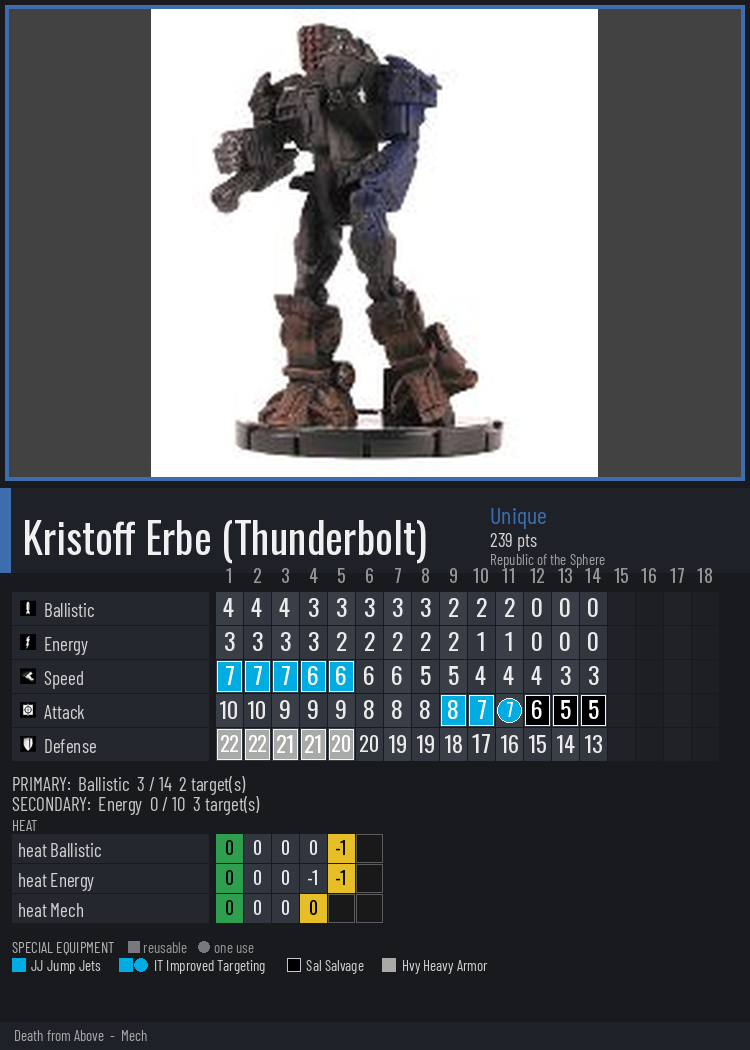 Kristoff Erbe (Thunderbolt)
Unique
239 pts
Republic of the Sphere
1 2 3 4 5 6 7 8 9 10 11 12 13 14 15 16 17 18
Ballistic 4 4 4 3 3 3 3 3 2 2 2 0 0 0
Energy 3 3 3 3 2 2 2 2 2 1 1 0 0 0
Speed 7 7 7 6 6 6 6 5 5 4 4 4 3 3
Attack 10 10 9 9 9 8 8 8 8 7 7 6 5 5
Defense 22 22 21 21 20 20 19 19 18 17 16 15 14 13
PRIMARY: Ballistic 3 / 14 2 target(s)
SECONDARY: Energy 0 / 10 3 target(s)
HEAT
heat Ballistic 0 0 0 0 -1
heat Energy 0 0 0 -1 -1
heat Mech 0 0 0 0
SPECIAL EQUIPMENT reusable one use
JJ Jump Jets IT Improved Targeting Sal Salvage Hvy Heavy Armor
Death from Above - Mech